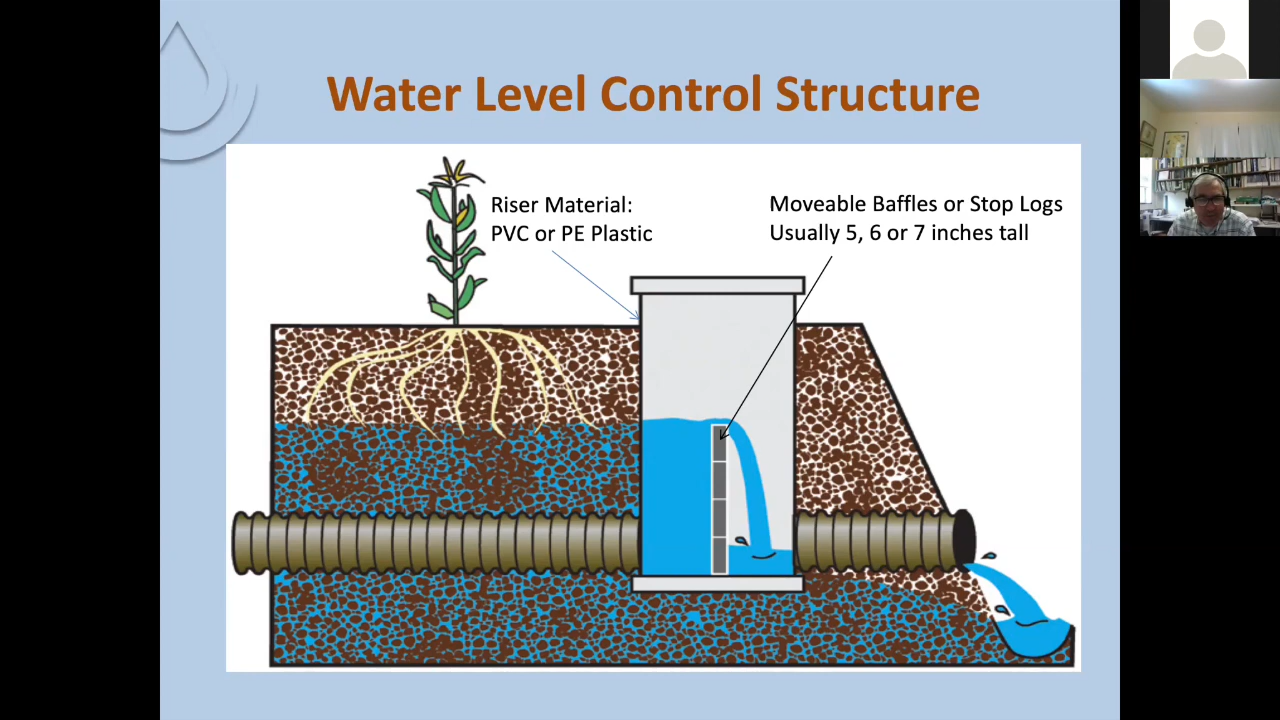 Water Level Control Structure
Riser Material:
PVC or PE Plastic
Moveable Baffles or Stop Logs
Usually 5, 6 or 7 inches tall